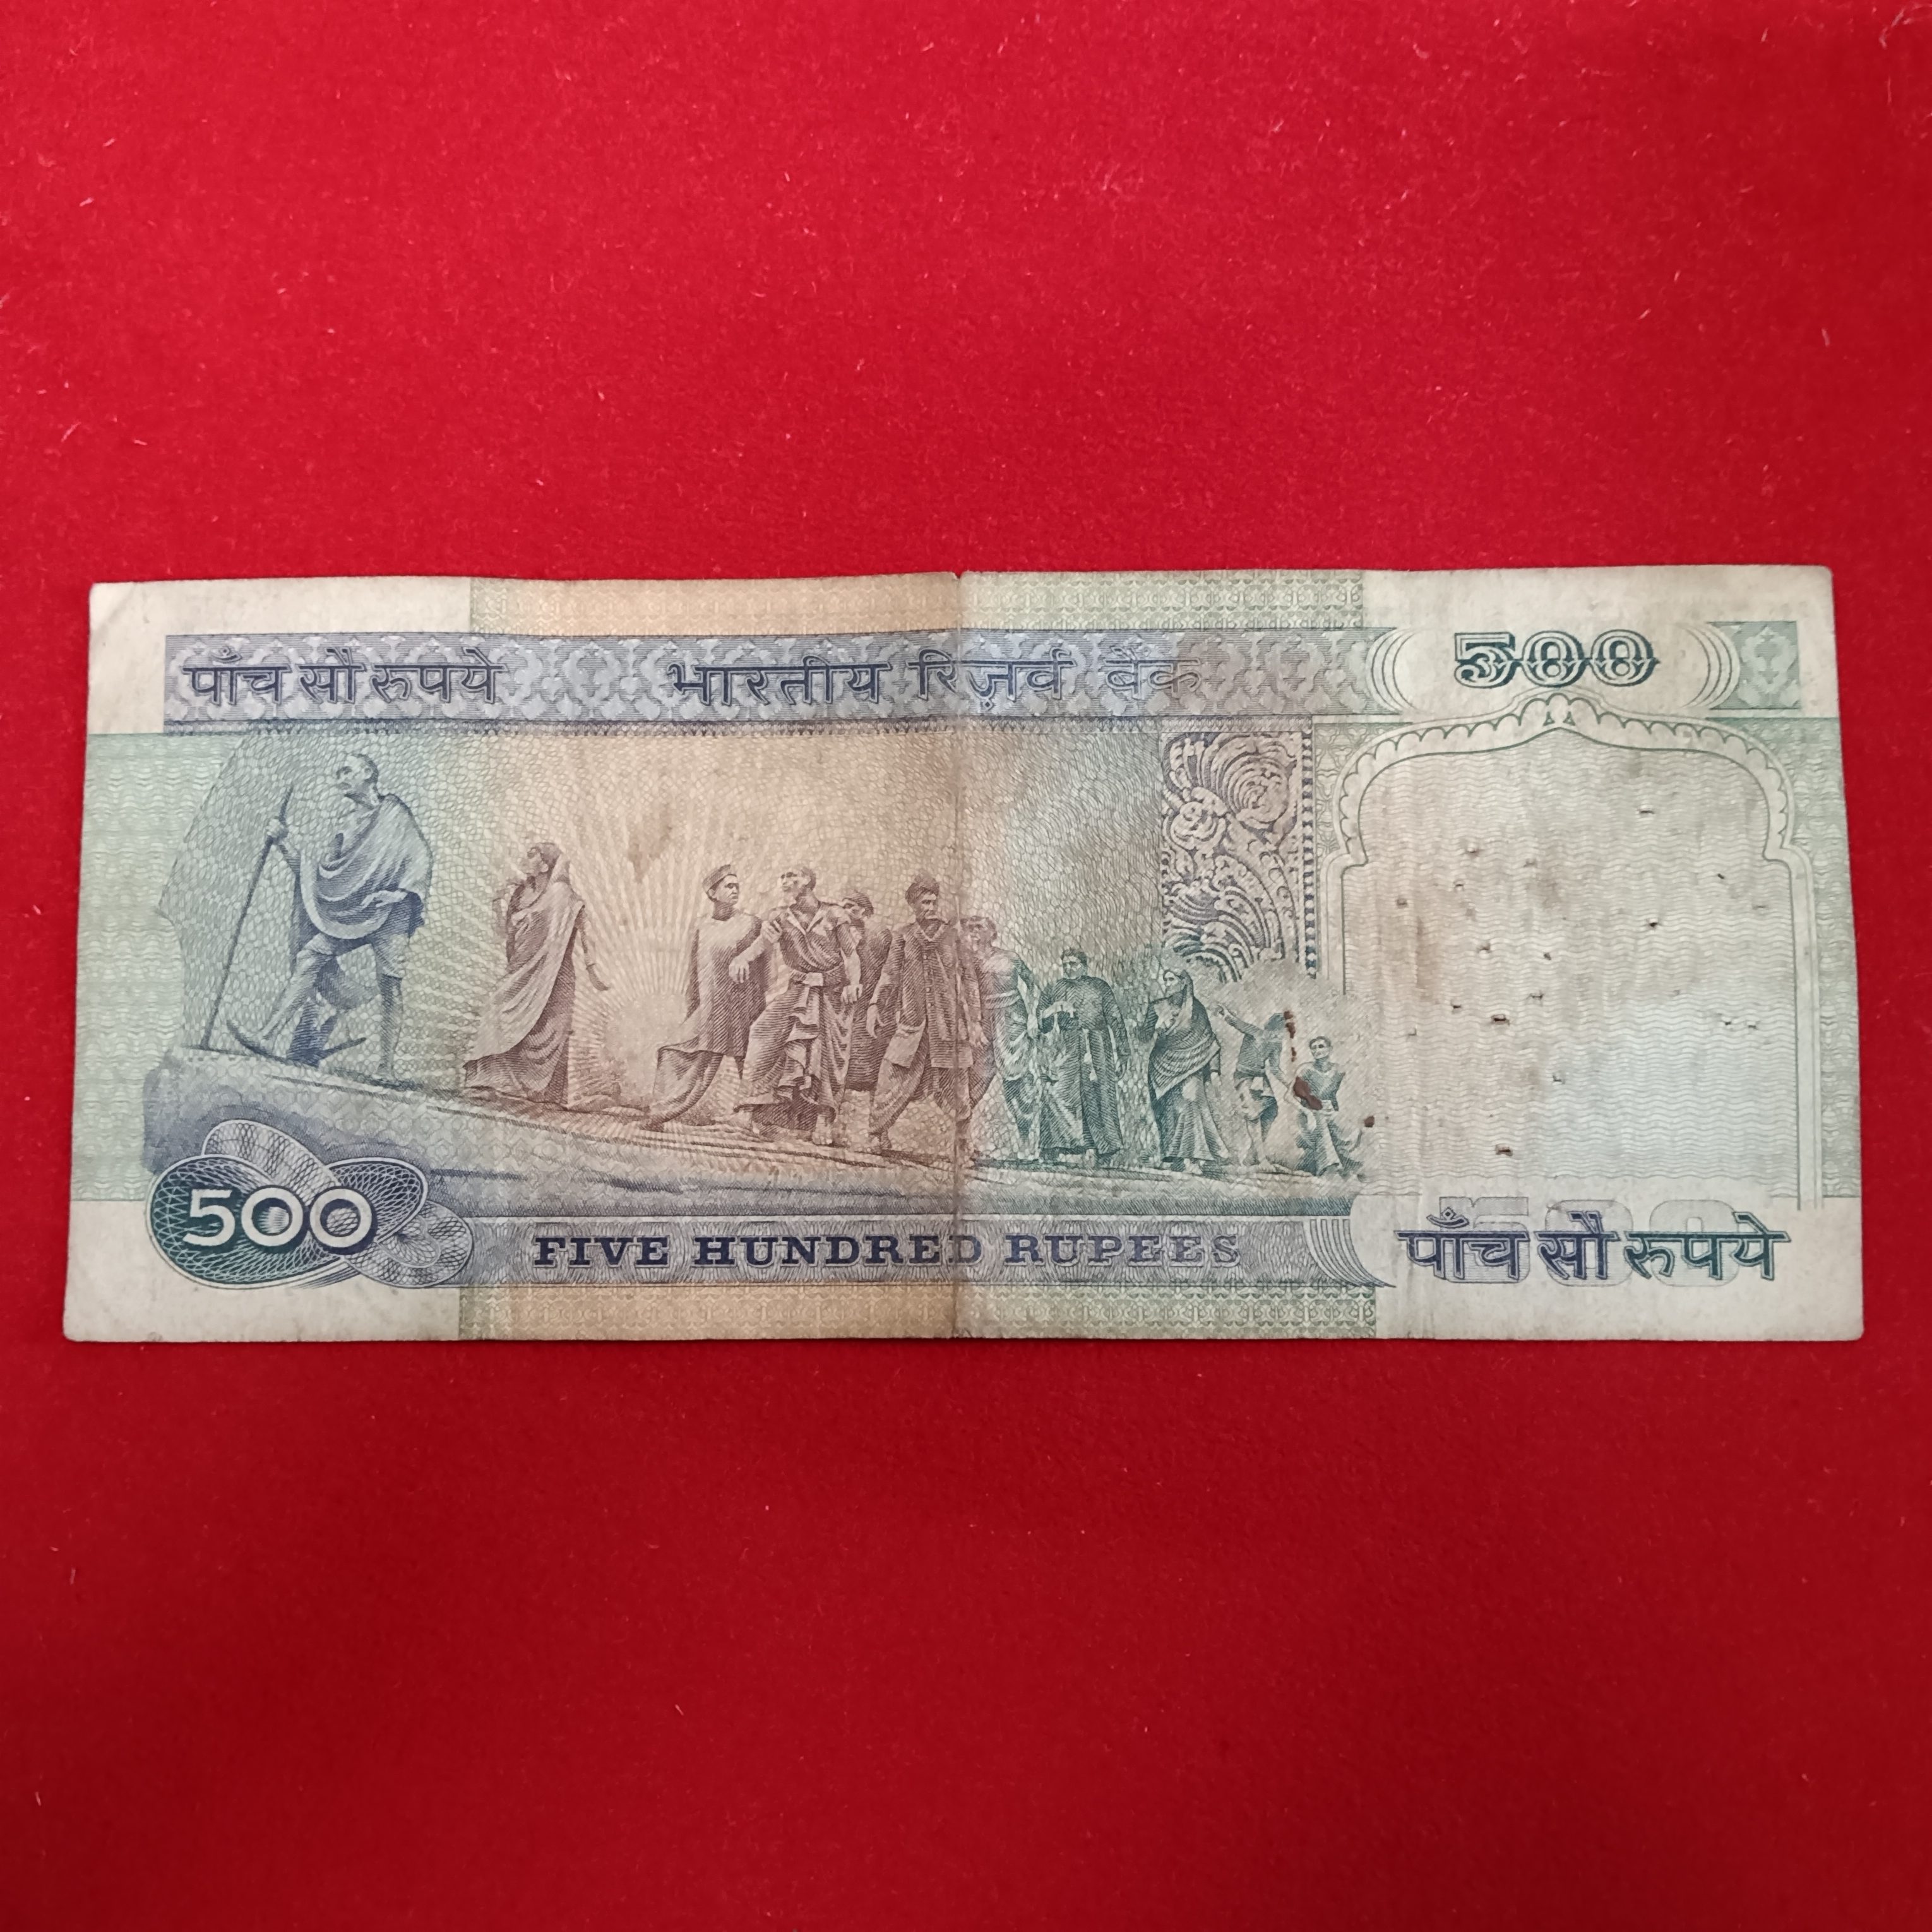 पाँच सौ रुपये भारतीय रिज़र्व बैंक 500
500 FIVE HUNDRED RUPEES पाँच सौ रुपये